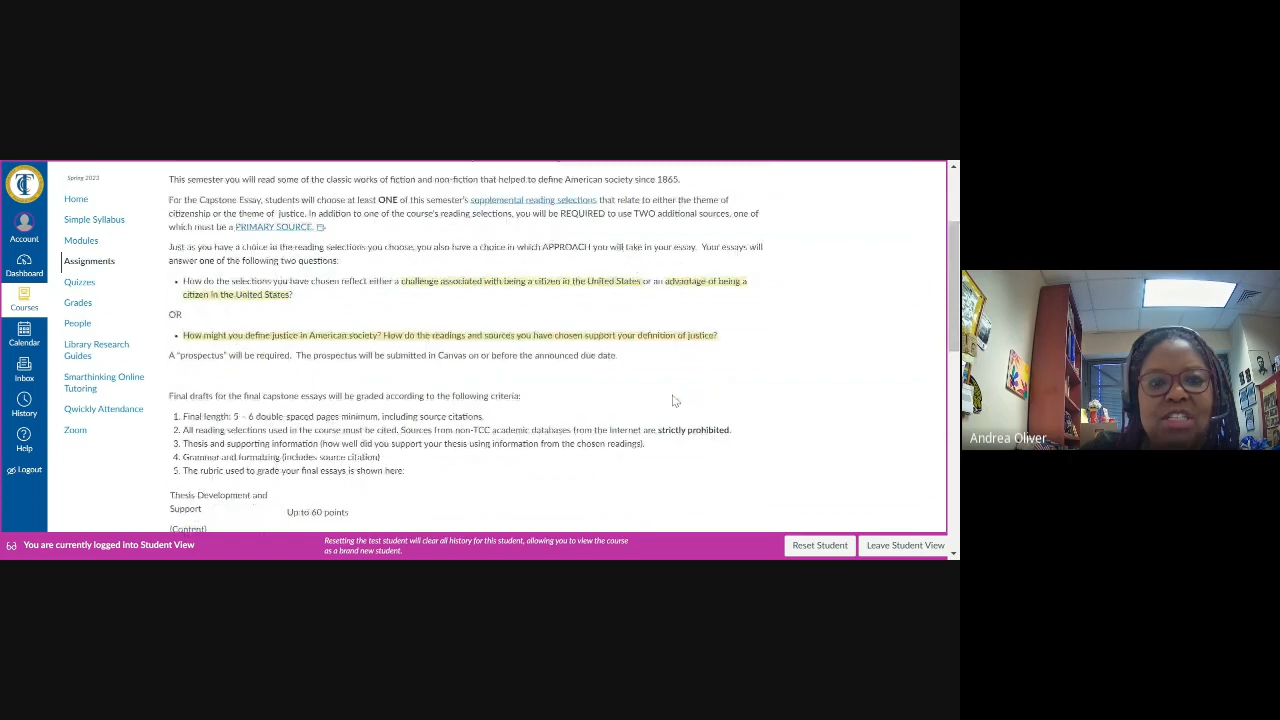 Spring 2023
Home
Simple Syllabus
Modules
Assignments
Quizzes
Grades
People
Library Research
Guides
Smarthinking Online
Tutoring
Qwickly Attendance
Zoom
Account
Dashboard
Courses
Calendar
Inbox
History
Help
Logout
This semester you will read some of the classic works of fiction and non-fiction that helped to define American society since 1865.
For the Capstone Essay, students will choose at least ONE of this semester's supplemental reading selections that relate to either the theme of
citizenship or the theme of justice. In addition to one of the course's reading selections, you will be REQUIRED to use TWO additional sources, one of
which must be a PRIMARY SOURCE.
Just as you have a choice in the reading selections you choose, you also have a choice in which APPROACH you will take in your essay. Your essays will
answer one of the following two questions:
• How do the selections you have chosen reflect either a challenge associated with being a citizen in the United States or an advantage of being a
citizen in the United States?
OR
• How might you define justice in American society? How do the readings and sources you have chosen support your definition of justice?
A "prospectus" will be required. The prospectus will be submitted in Canvas on or before the announced due date.
Final drafts for the final capstone essays will be graded according to the following criteria:
1. Final length: 5 – 6 double-spaced pages minimum, including source citations.
2. All reading selections used in the course must be cited. Sources from non-TCC academic databases from the Internet are strictly prohibited.
3. Thesis and supporting information (how well did you support your thesis using information from the chosen readings).
4. Grammar and formatting (includes source citation)
5. The rubric used to grade your final essays is shown here:
Thesis Development and
Support
Up to 60 points
(Content)
You are currently logged into Student View
Resetting the test student will clear all history for this student, allowing you to view the course
as a brand new student.
Reset Student
Leave Student View
Andrea Oliver